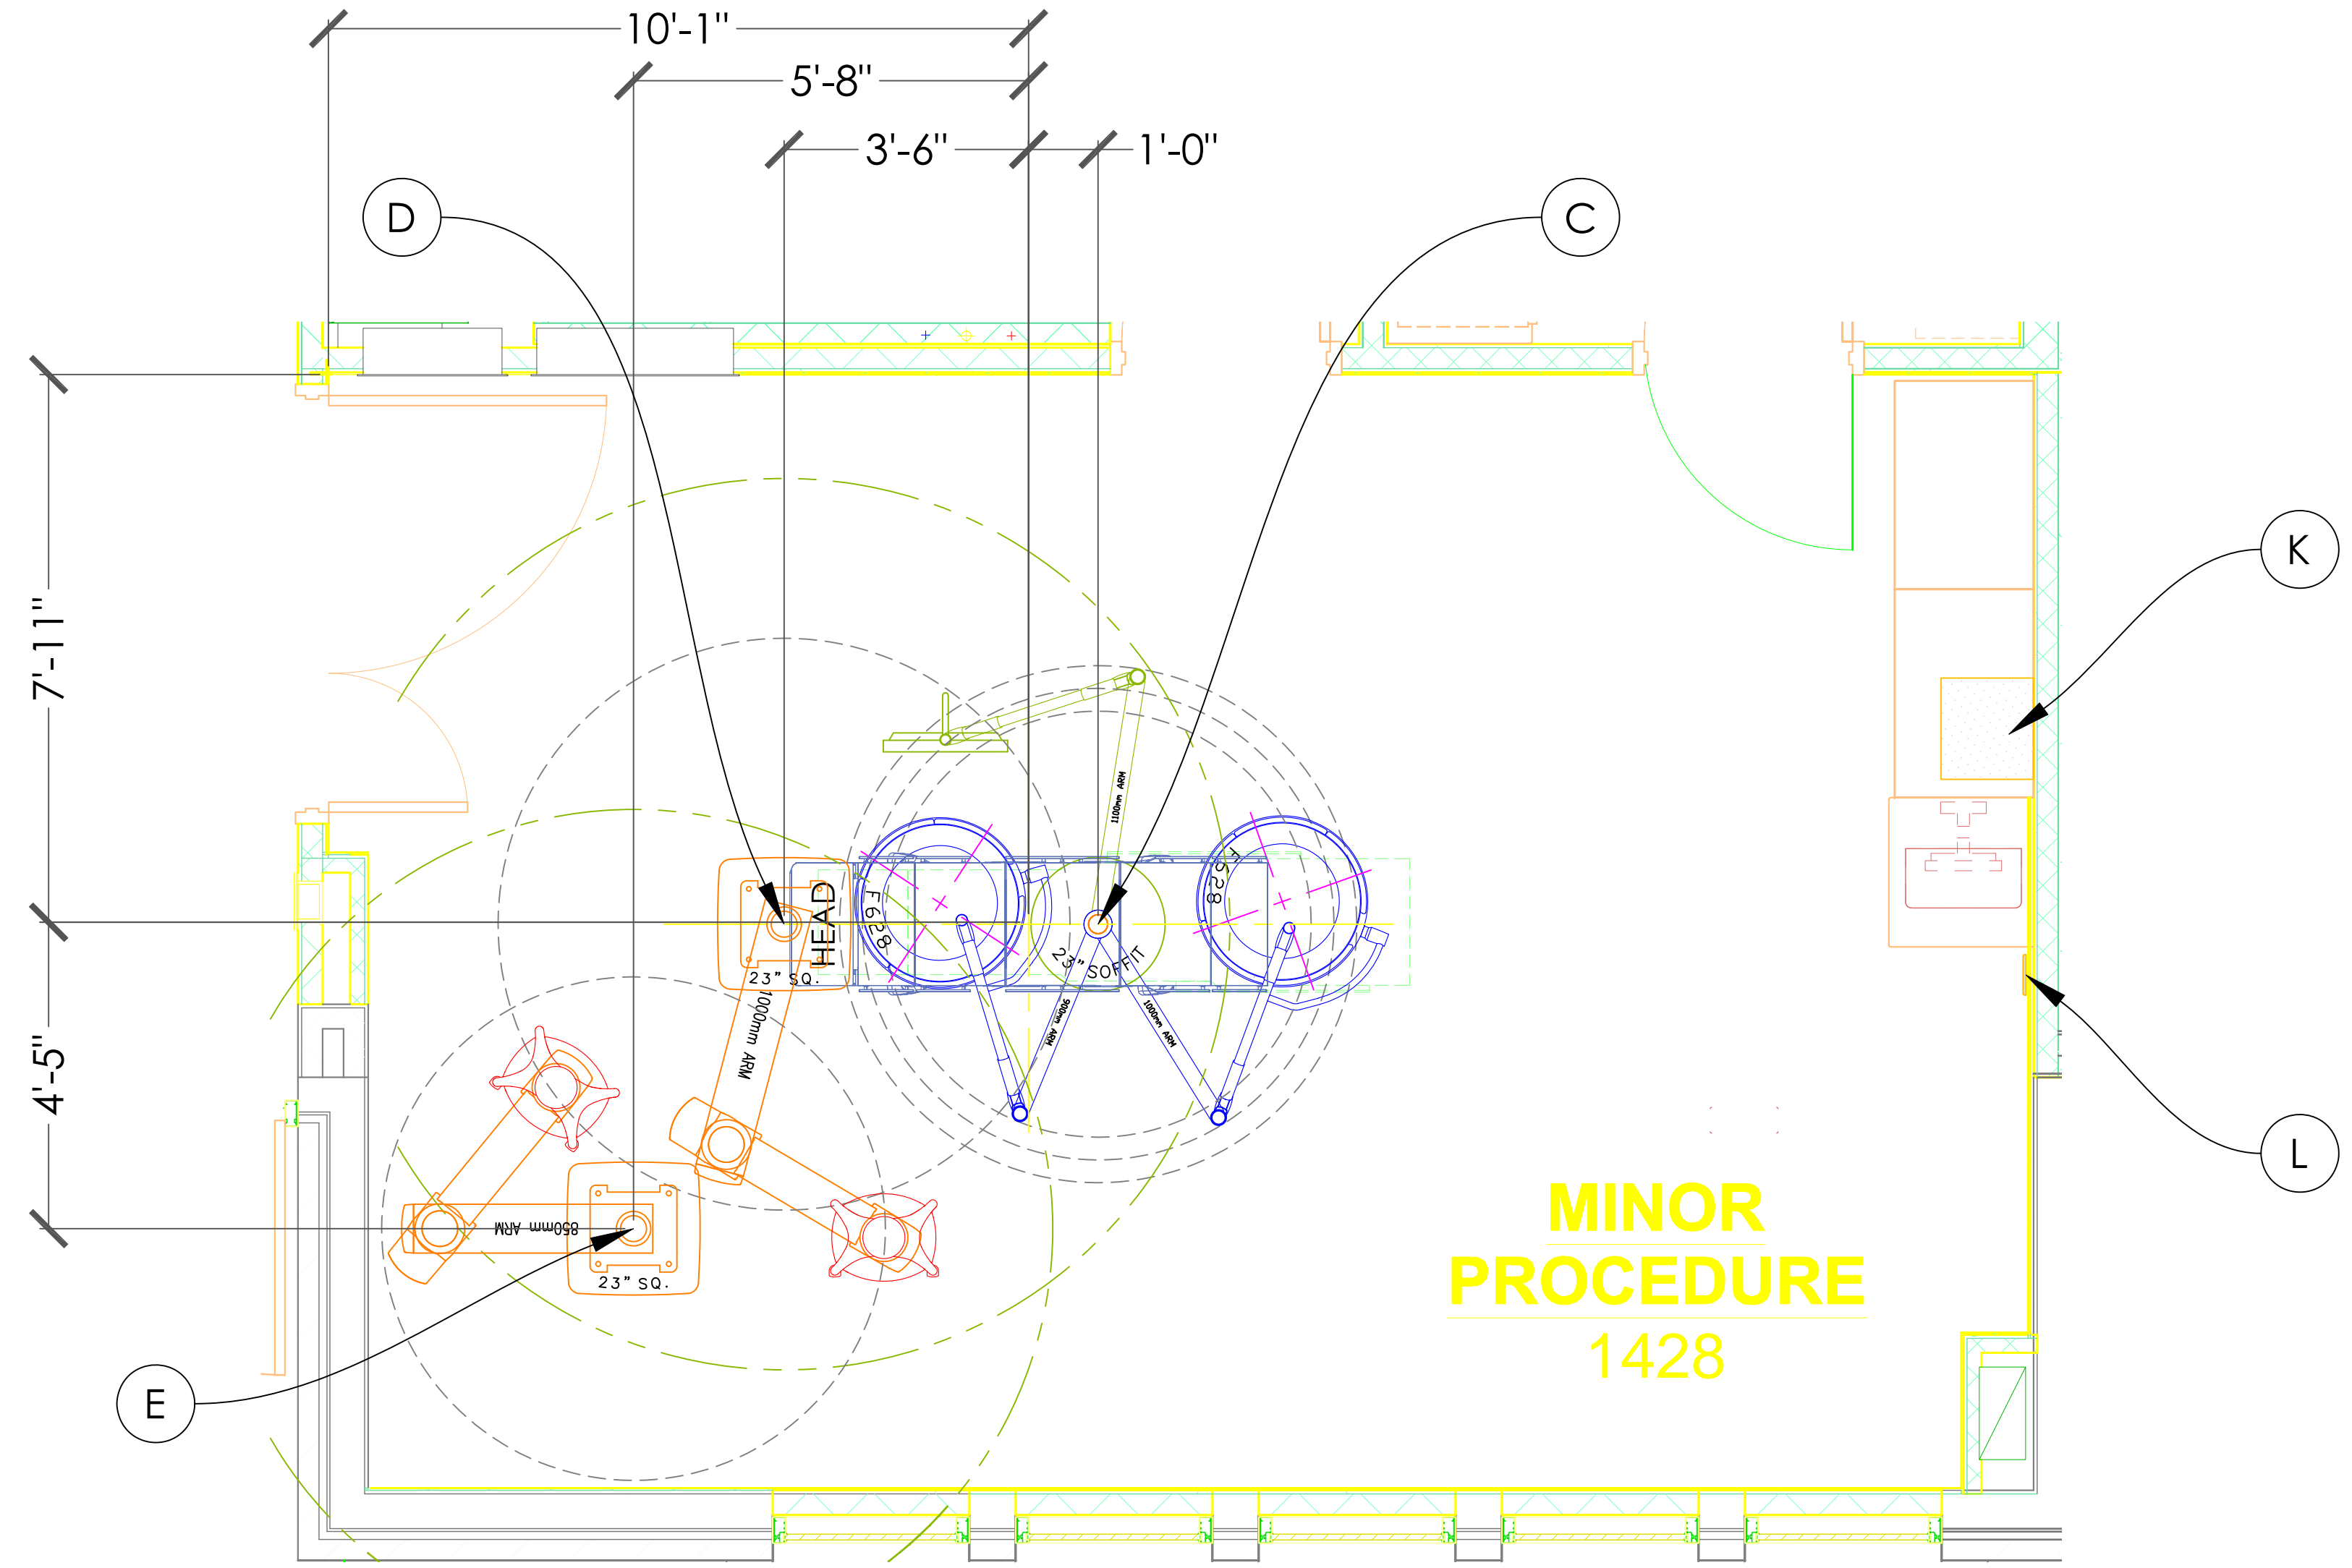 10'-1"
5'-8"
3'-6"
1'-0"
D
C
K
7'-11"
1100mm ARM
F628
F528
HEAD
23" SQ.
23" SOFFIT
1000mm ARM
900mm ARM
1000mm ARM
4'-5"
L
850mm ARM
23" SQ.
E
MINOR
PROCEDURE
1428